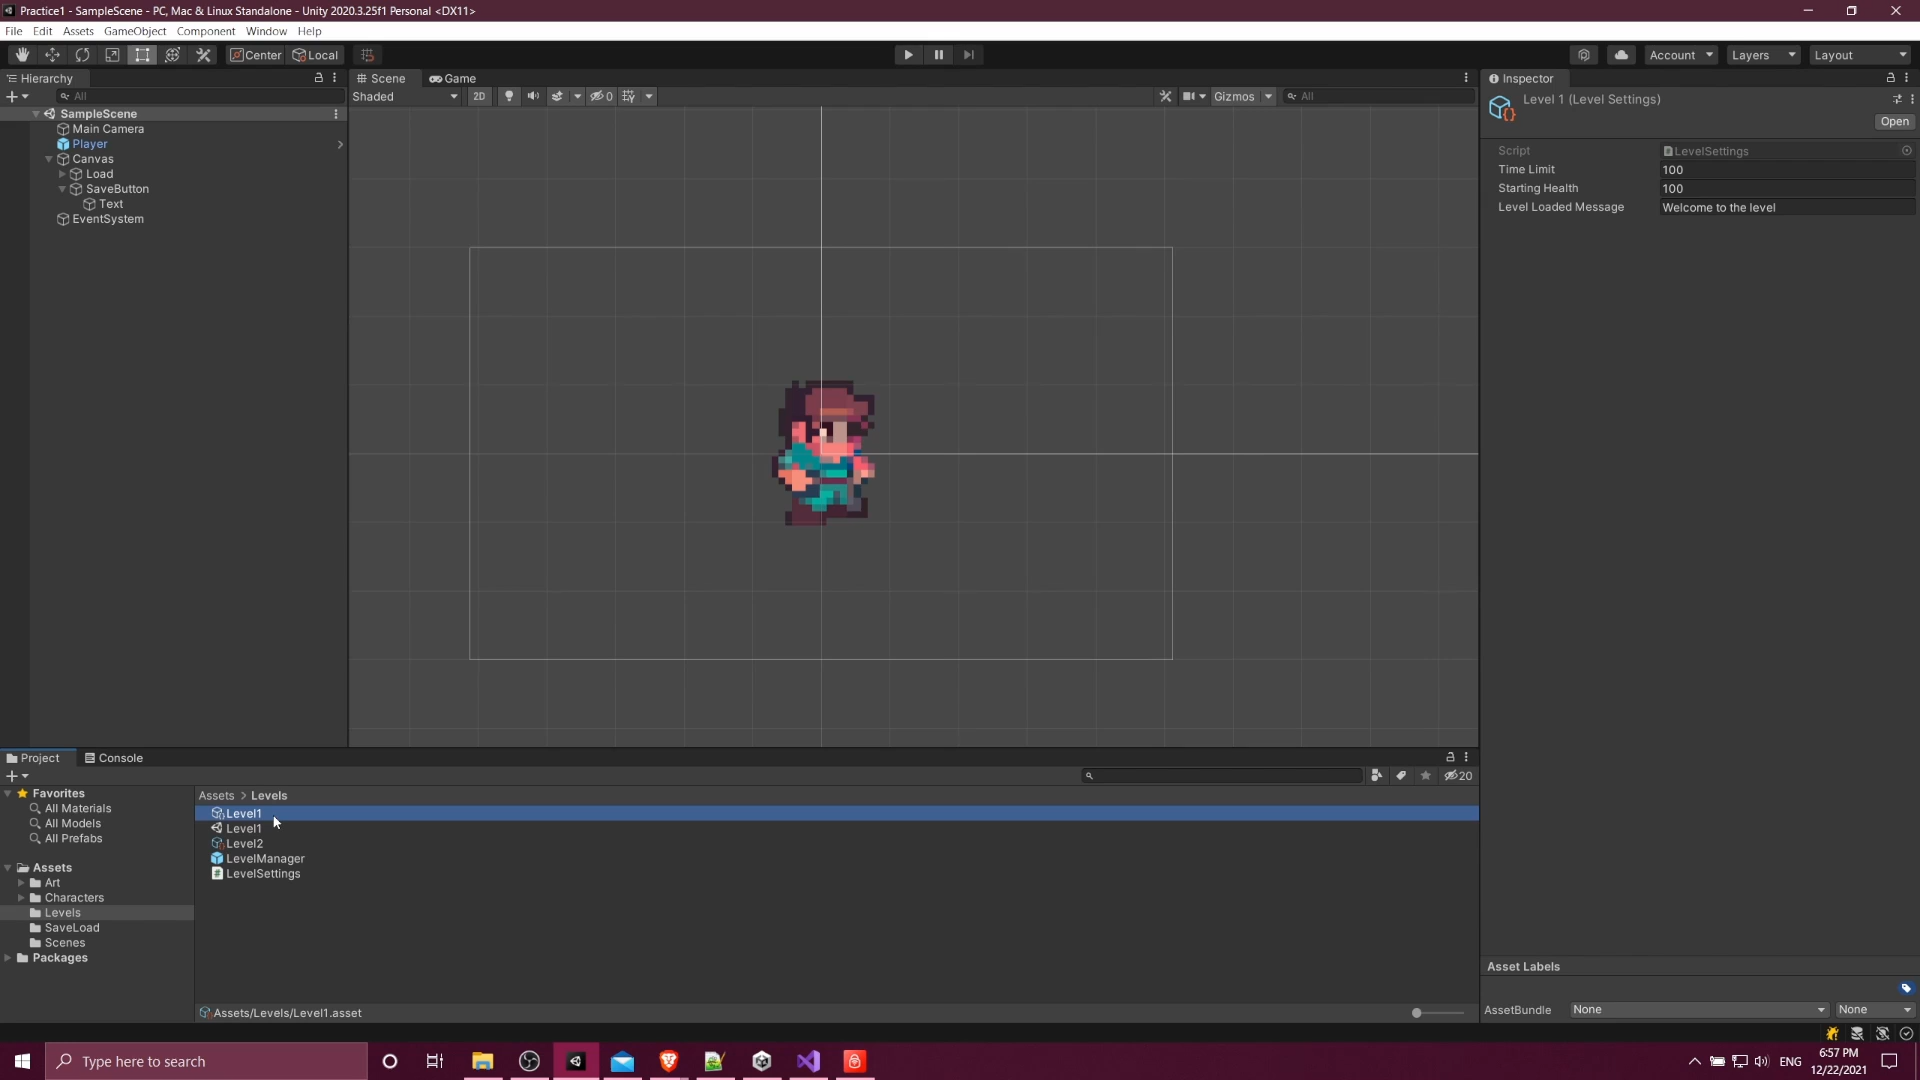 Practice1 - SampleScene - PC, Mac & Linux Standalone - Unity 2020.3.25f1 Personal <DX11>
File Edit Assets GameObject Component Window Help
Center Local Account Layers Layout
Hierarchy
All
SampleScene
Main Camera
Player
Canvas
Load
SaveButton
Text
EventSystem
Scene Game
Shaded 2D 0 Gizmos All
Inspector
Level 1 (Level Settings)
Open
Script LevelSettings
Time Limit 100
Starting Health 100
Level Loaded Message Welcome to the level
Project Console
20
Favorites
All Materials
All Models
All Prefabs
Assets
Art
Characters
Levels
SaveLoad
Scenes
Packages
Assets > Levels
Level1
Level1
Level2
LevelManager
LevelSettings
Assets/Levels/Level1.asset
Asset Labels
AssetBundle None None
Type here to search
ENG
6:57 PM
12/22/2021